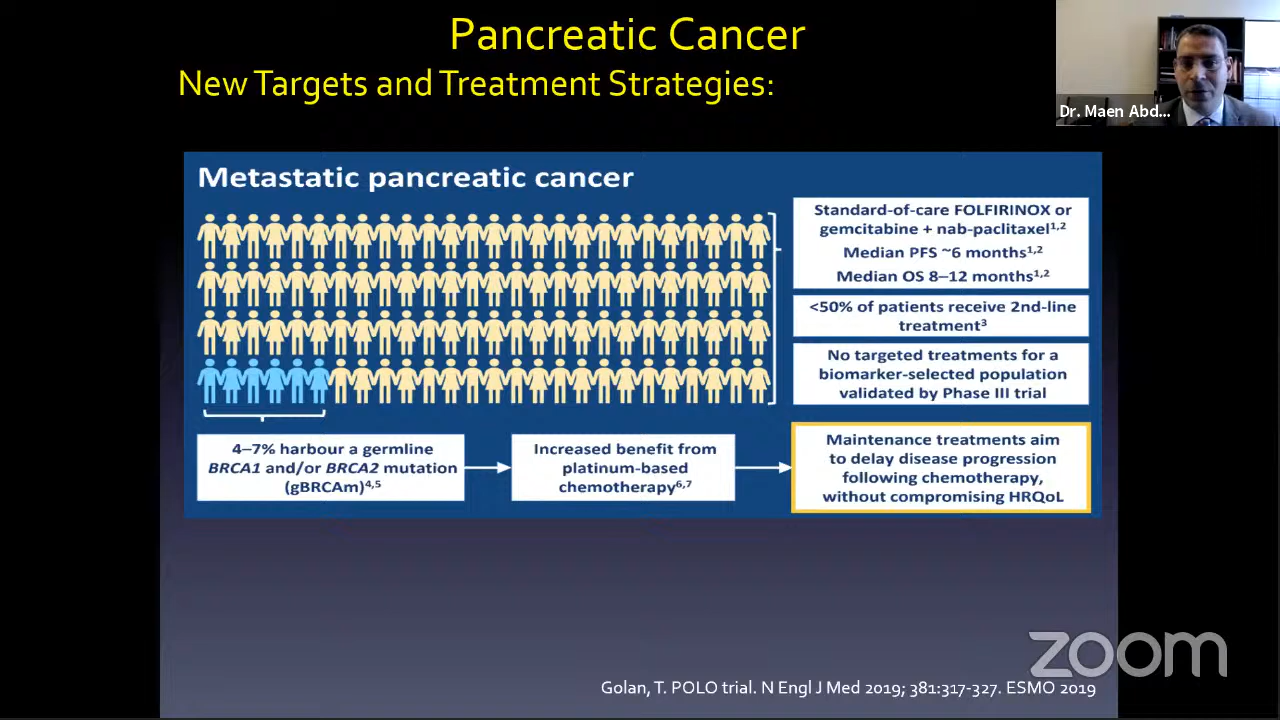 Pancreatic Cancer
New Targets and Treatment Strategies:
Dr. Maen Abd...
Metastatic pancreatic cancer
Standard-of-care FOLFIRINOX or
gemcitabine + nab-paclitaxel1,2
Median PFS ~6 months1,2
Median OS 8–12 months1,2
<50% of patients receive 2nd-line
treatment3
No targeted treatments for a
biomarker-selected population
validated by Phase III trial
4–7% harbour a germline
BRCA1 and/or BRCA2 mutation
(gBRCAm)4,5
Increased benefit from
platinum-based
chemotherapy6,7
Maintenance treatments aim
to delay disease progression
following chemotherapy,
without compromising HRQoL
zoom
Golan, T. POLO trial. N Engl J Med 2019; 381:317-327. ESMO 2019